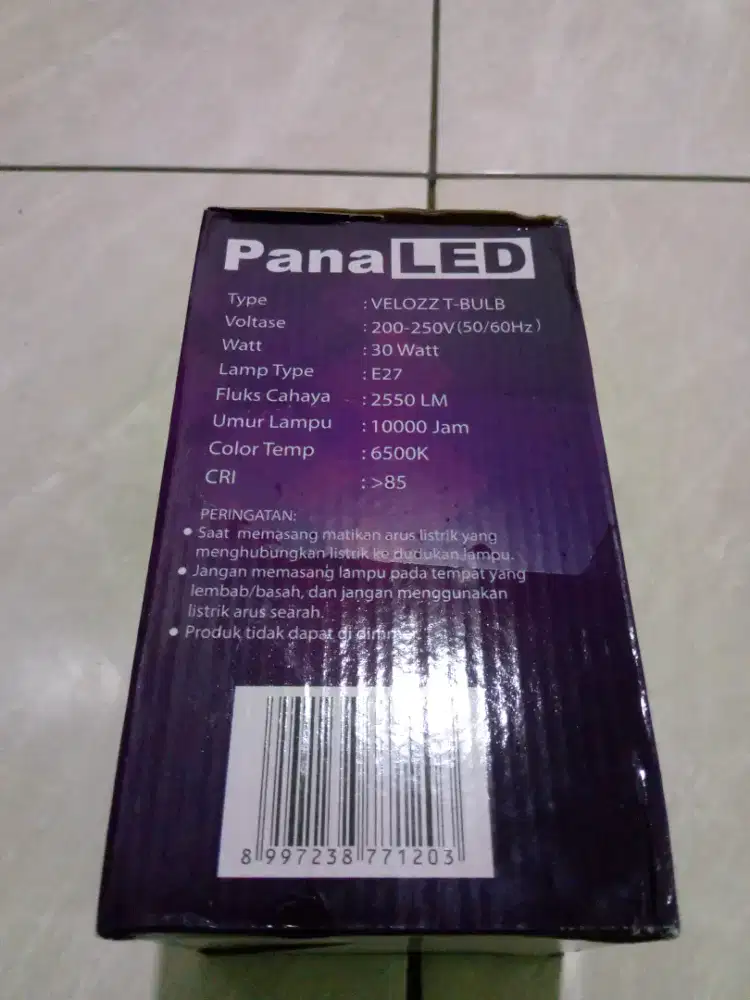 PanaLED
Type : VELOZZ T-BULB
Voltase : 200-250V(50/60Hz)
Watt : 30 Watt
Lamp Type : E27
Fluks Cahaya : 2550 LM
Umur Lampu : 10000 Jam
Color Temp : 6500K
CRI : >85
PERINGATAN:
• Saat memasang matikan arus listrik yang
menghubungkan listrik ke dudukan lampu.
• Jangan memasang lampu pada tempat yang
lembab/basah, dan jangan menggunakan
listrik arus searah.
• Produk tidak dapat di dimmer
8 997238 771203